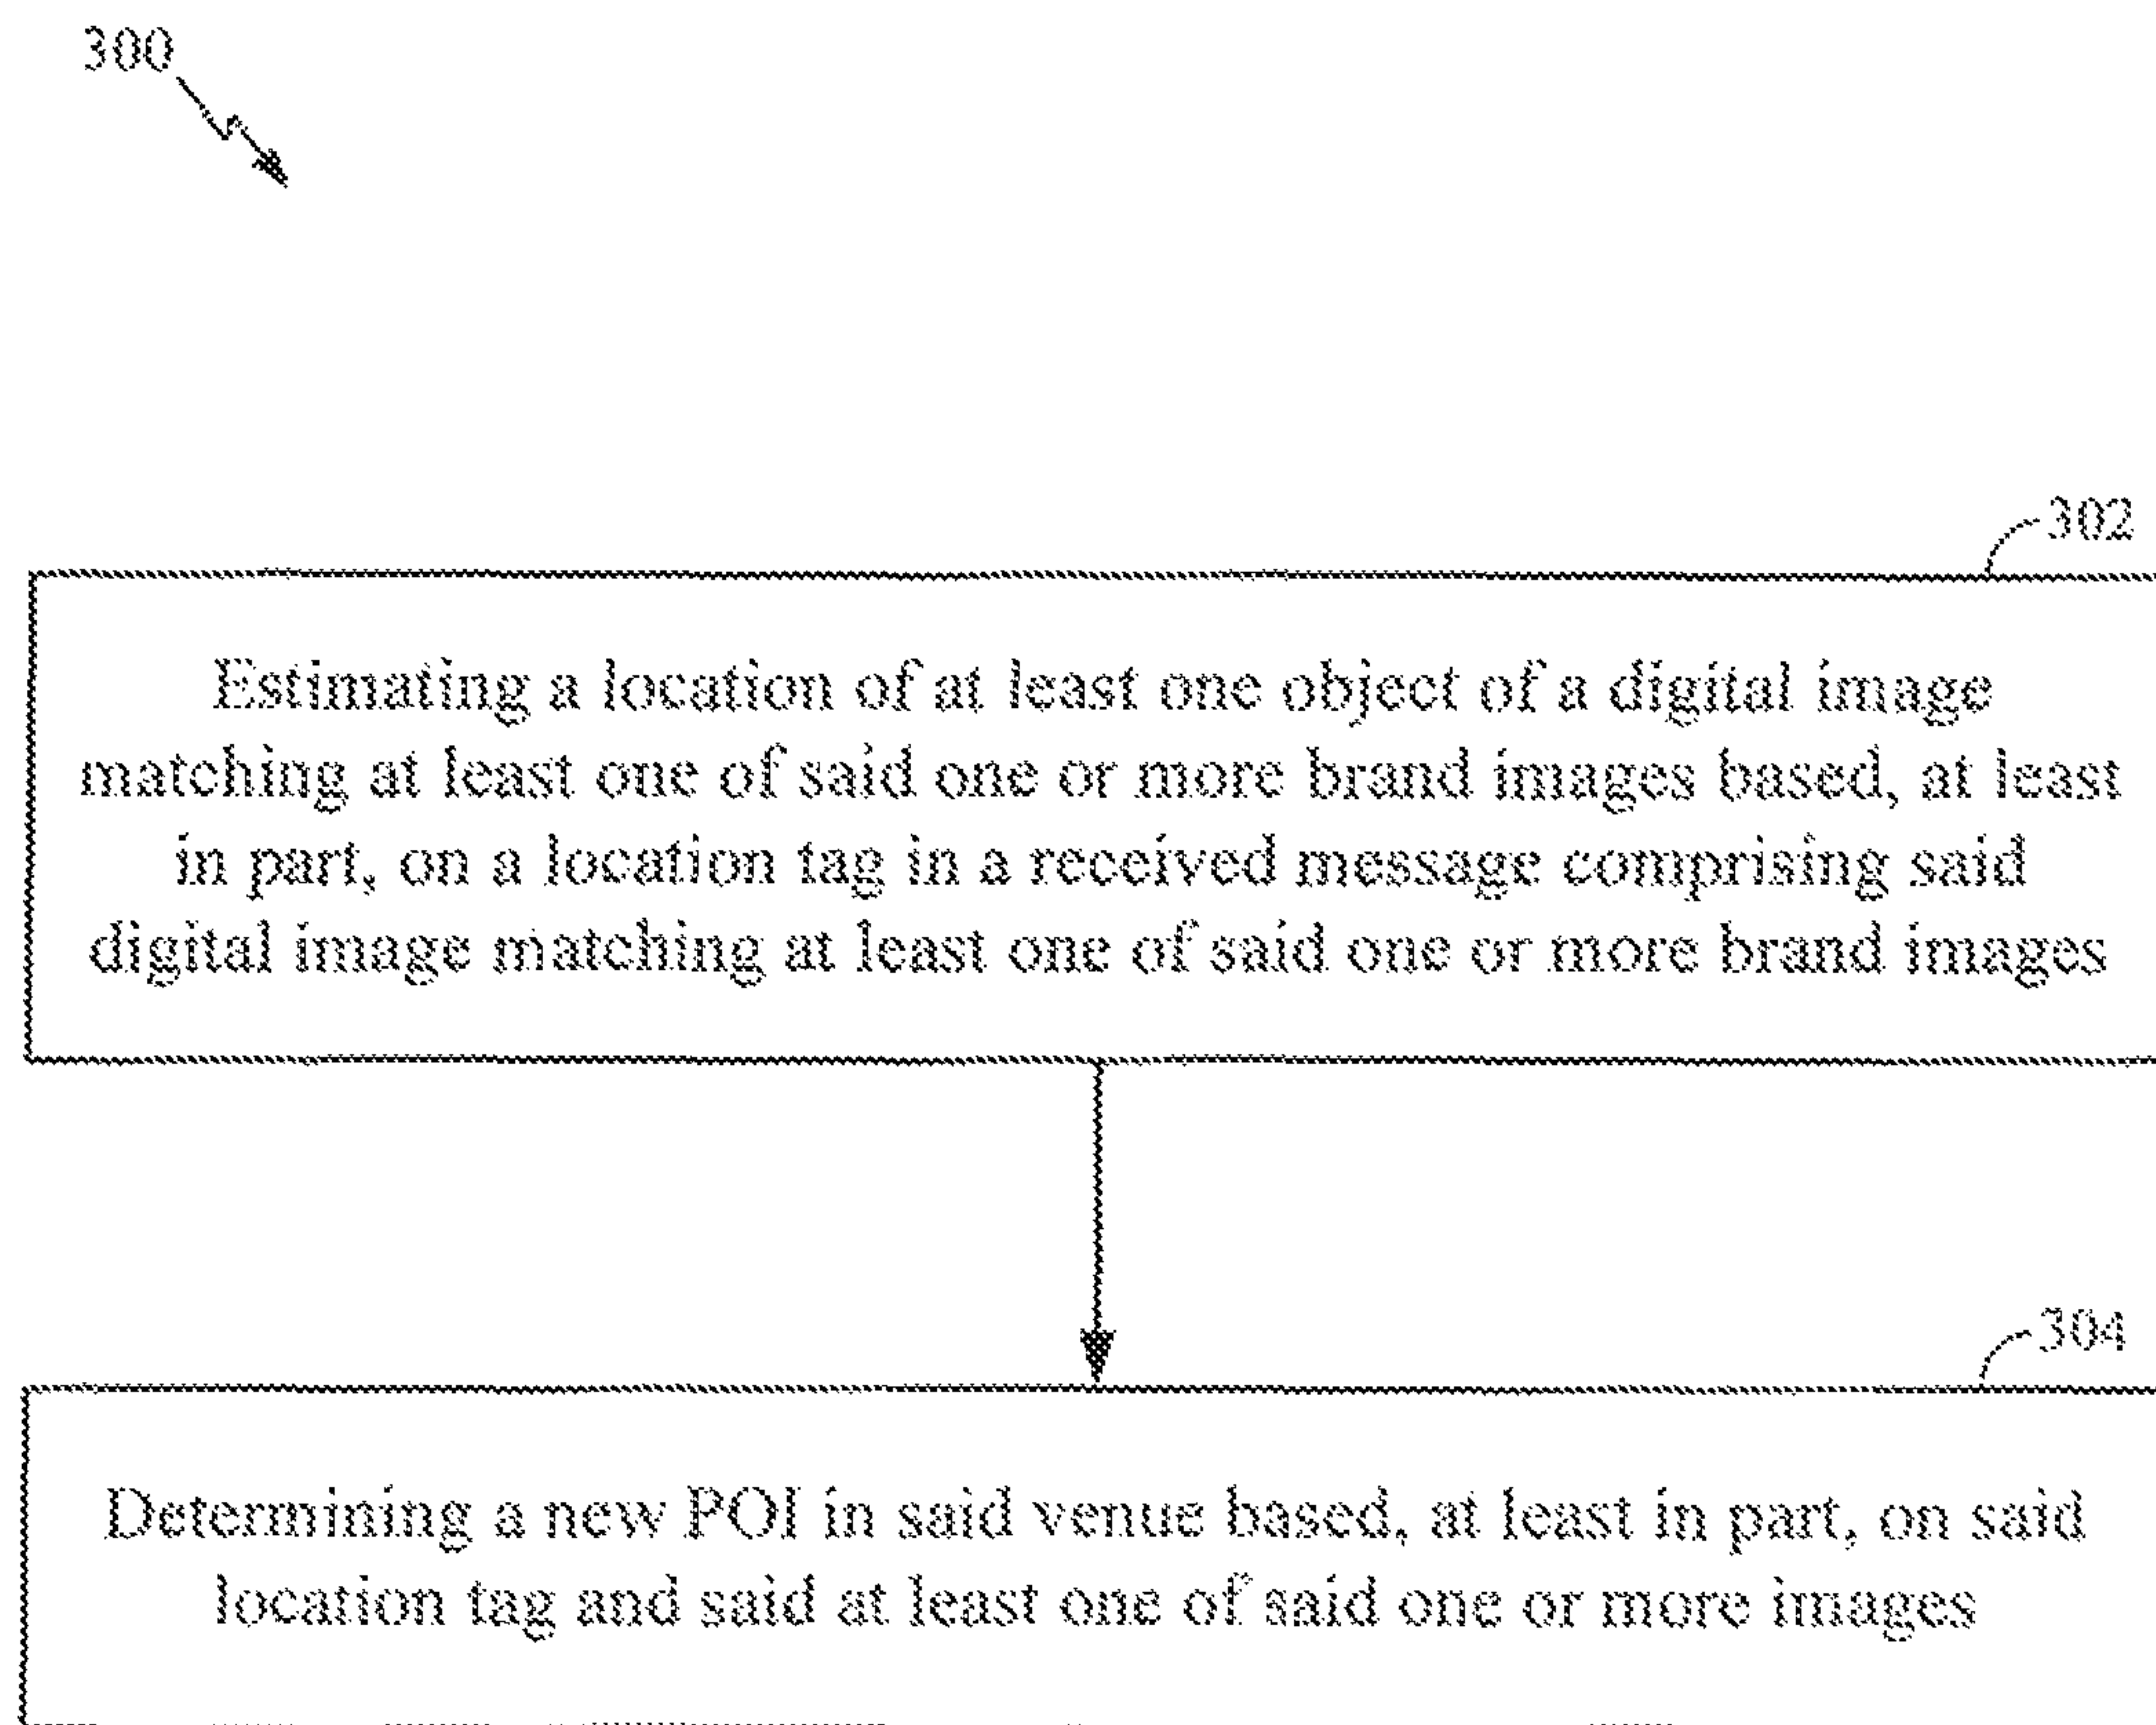 300
302
Estimating a location of at least one object of a digital image
matching at least one of said one or more brand images based, at least
in part, on a location tag in a received message comprising said
digital image matching at least one of said one or more brand images
304
Determining a new POI in said venue based, at least in part, on said
location tag and said at least one of said one or more images